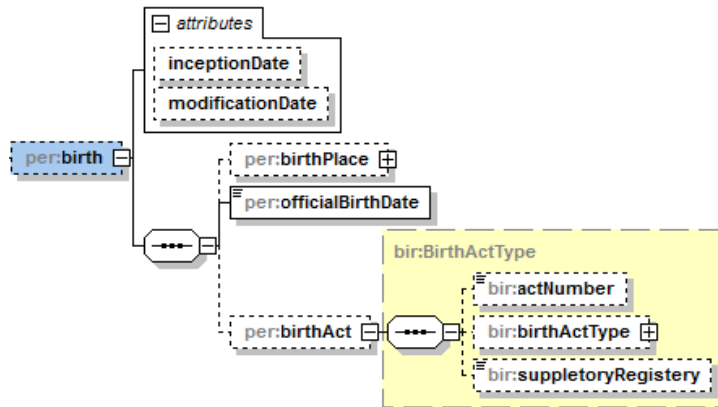 attributes
inceptionDate
modificationDate
per:birth
per:birthPlace
per:officialBirthDate
bir:BirthActType
bir:actNumber
per:birthAct
bir:birthActType
bir:suppletoryRegistery